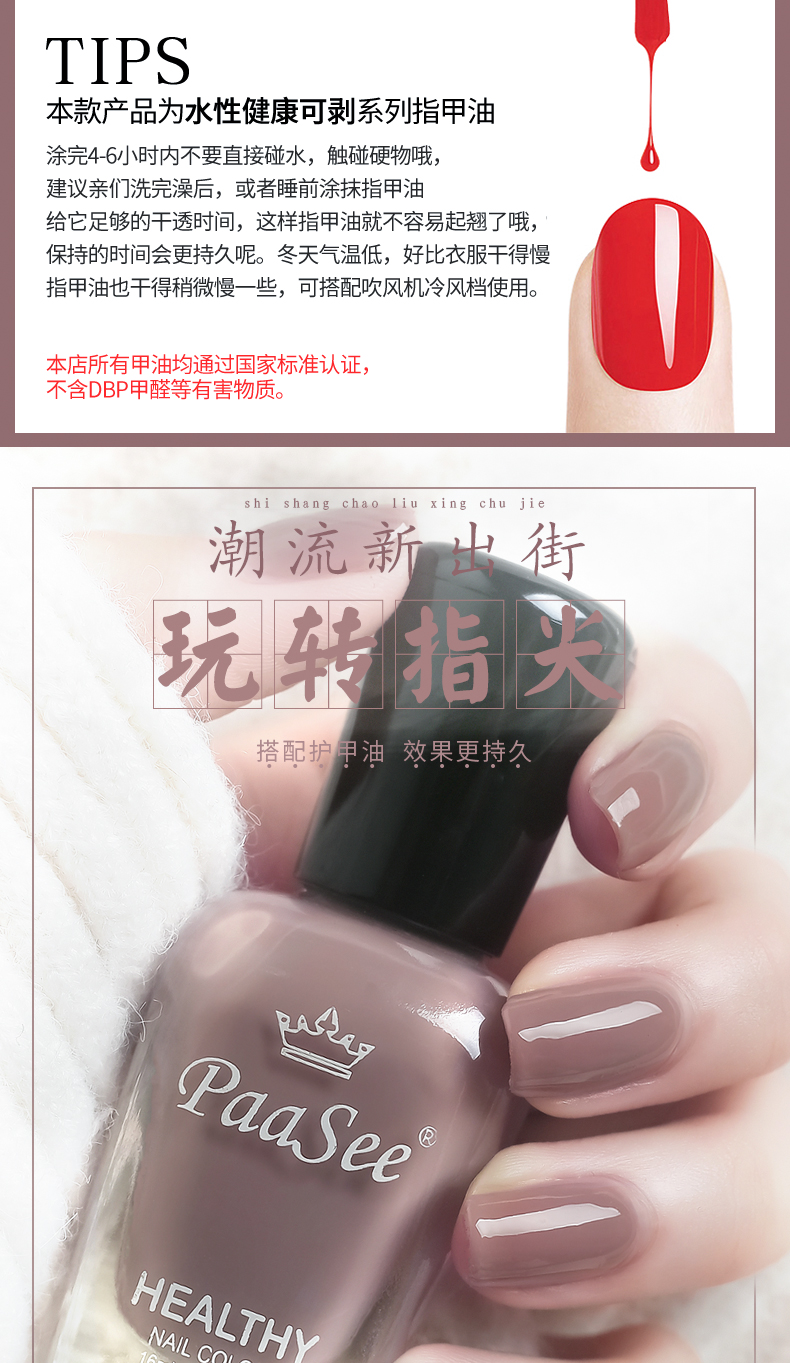 TIPS
本款产品为水性健康可剥系列指甲油
涂完4-6小时内不要直接碰水，触碰硬物哦，
建议亲们洗完澡后，或者睡前涂抹指甲油
给它足够的干透时间，这样指甲油就不容易起翘了哦，
保持的时间会更持久呢。冬天气温低，好比衣服干得慢
指甲油也干得稍微慢一些，可搭配吹风机冷风档使用。
本店所有甲油均通过国家标准认证，
不含DBP甲醛等有害物质。
shi shang chao liu xing chu jie
潮流新出街
玩转指尖
搭配护甲油 效果更持久
PaaSee®
HEALTHY
NAIL